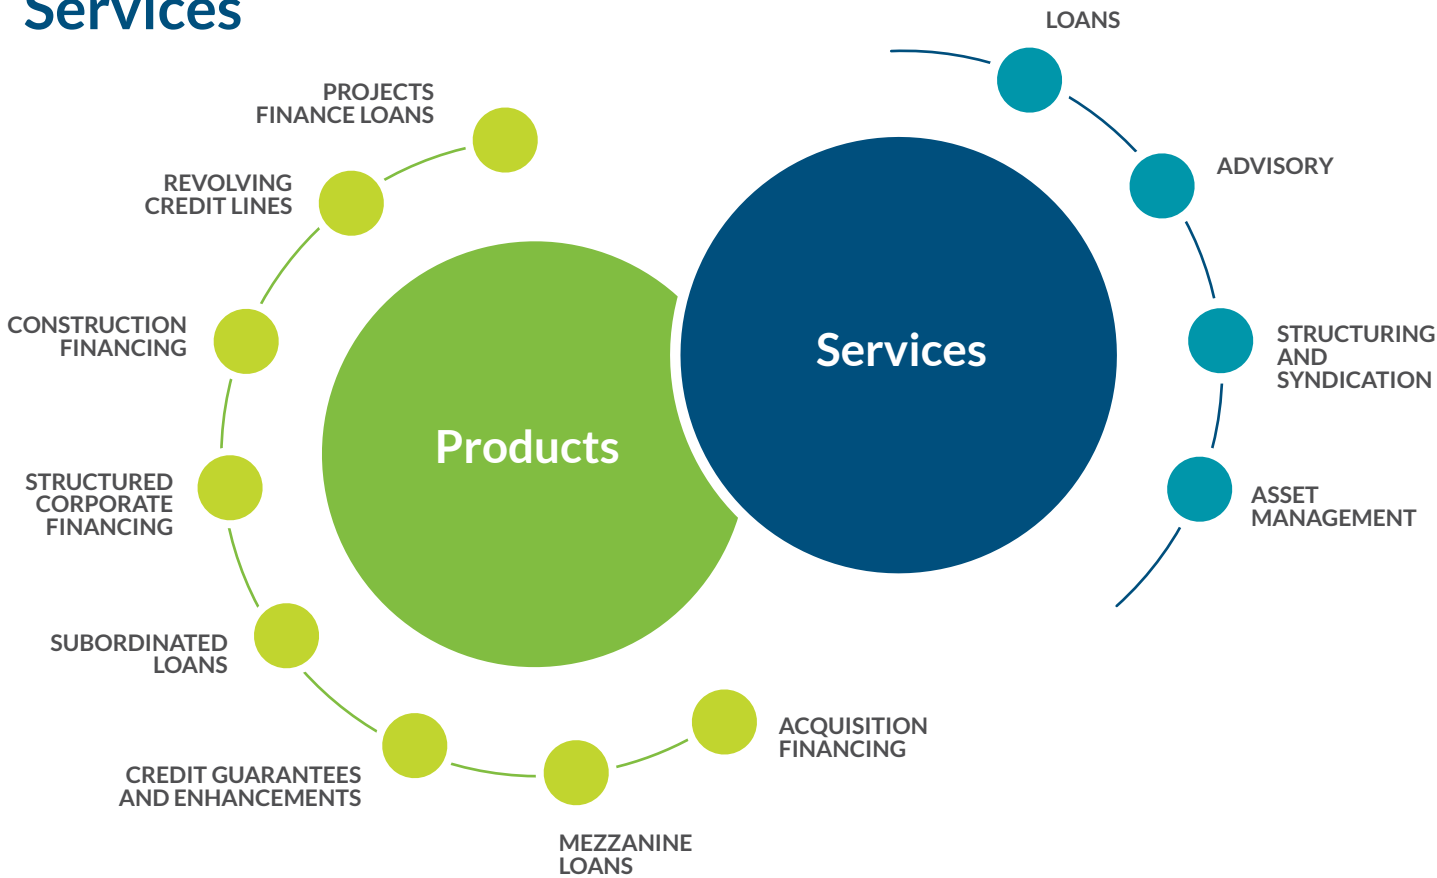 Services
PROJECTS
FINANCE LOANS
REVOLVING
CREDIT LINES
CONSTRUCTION
FINANCING
STRUCTURED
CORPORATE
FINANCING
SUBORDINATED
LOANS
CREDIT GUARANTEES
AND ENHANCEMENTS
MEZZANINE
LOANS
ACQUISITION
FINANCING
Products
Services
LOANS
ADVISORY
STRUCTURING
AND
SYNDICATION
ASSET
MANAGEMENT